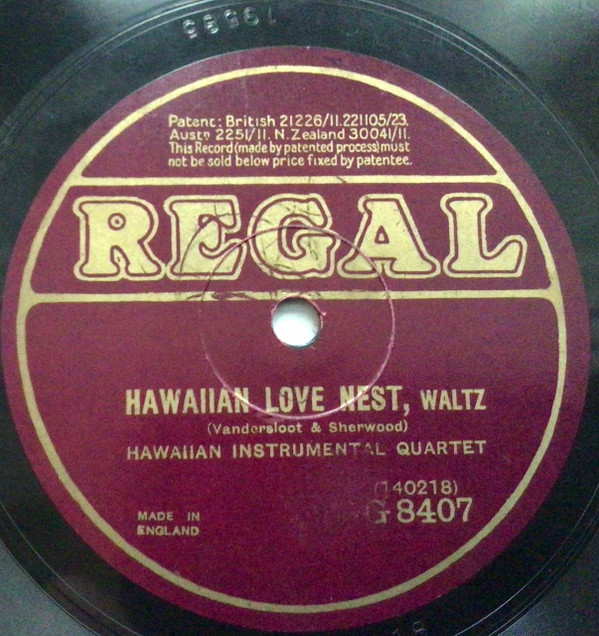 19595
Patent: British 21226/11.221105/23.
Austn 2251/11. N. Zealand 30041/11.
This Record (made by patented process) must
not be sold below price fixed by patentee.
REGAL
HAWAIIAN LOVE NEST, WALTZ
(Vandersloot & Sherwood)
HAWAIIAN INSTRUMENTAL QUARTET
(140218)
G 8407
MADE IN
ENGLAND